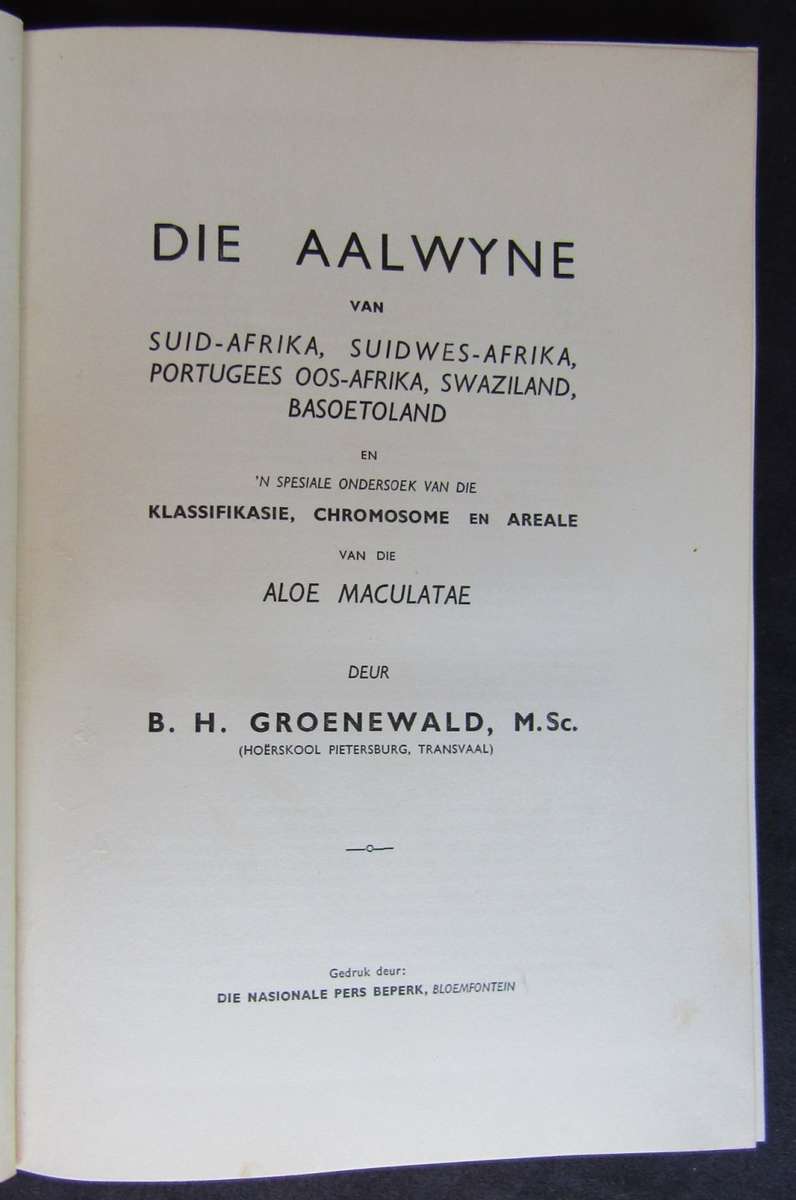 DIE AALWYNE
VAN
SUID-AFRIKA, SUIDWES-AFRIKA,
PORTUGEES OOS-AFRIKA, SWAZILAND,
BASOETOLAND
EN
'N SPESIALE ONDERSOEK VAN DIE
KLASSIFIKASIE, CHROMOSOME EN AREALE
VAN DIE
ALOE MACULATAE
DEUR
B. H. GROENEWALD, M.Sc.
(HOËRSKOOL PIETERSBURG, TRANSVAAL)
Gedruk deur:
DIE NASIONALE PERS BEPERK, BLOEMFONTEIN